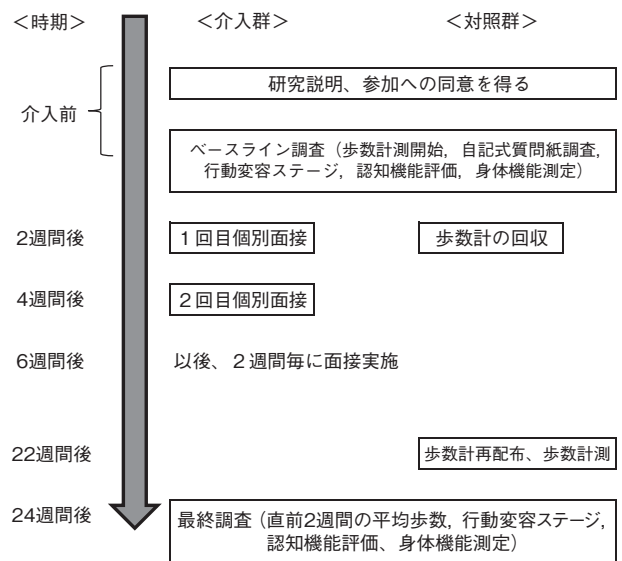 <時期> <介入群> <対照群>
研究説明、参加への同意を得る
介入前
ベースライン調査（歩数計測開始，自記式質問紙調査，
行動変容ステージ，認知機能評価，身体機能測定）
2週間後 １回目個別面接 歩数計の回収
4週間後 ２回目個別面接
6週間後 以後、２週間毎に面接実施
22週間後 歩数計再配布、歩数計測
24週間後 最終調査（直前2週間の平均歩数，行動変容ステージ，
認知機能評価、身体機能測定）